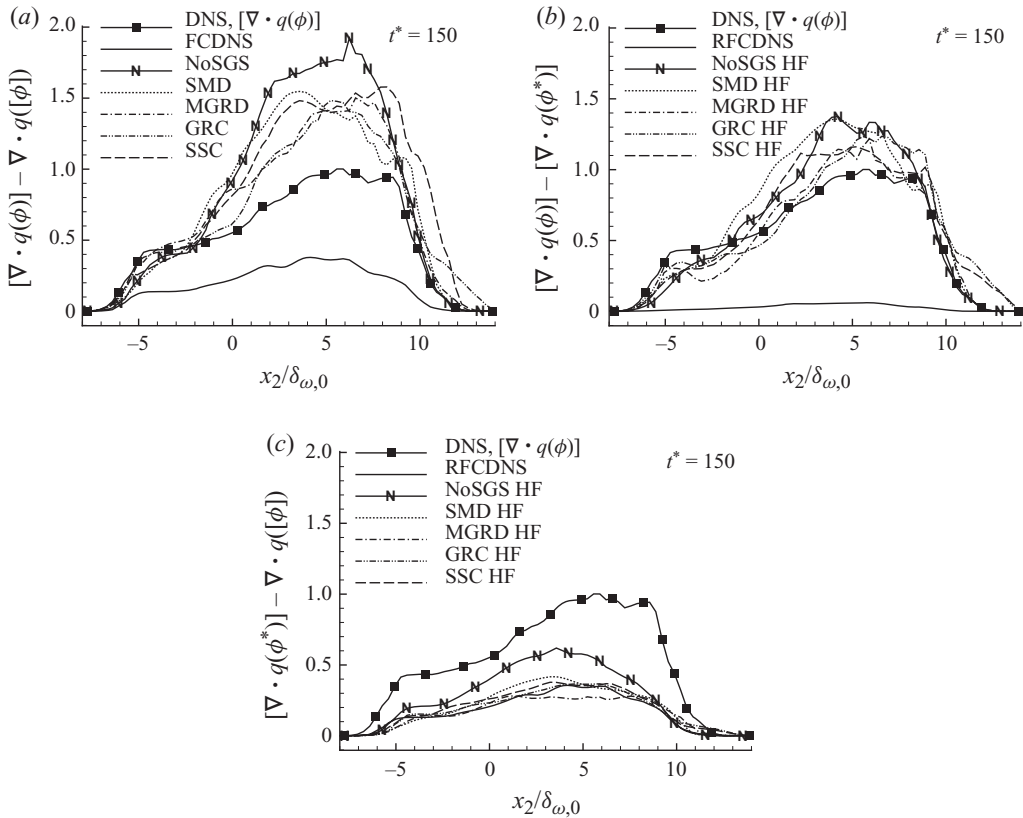 (a)
2.0
1.5
1.0
0.5
0
−5
0
5
10
x₂/δω,0
[∇ • q(ϕ)] − ∇ • q([ϕ])
DNS, [∇ • q(ϕ)]
FCDNS
NoSGS
SMD
MGRD
GRC
SSC
t* = 150
(b)
2.0
1.5
1.0
0.5
0
−5
0
5
10
x₂/δω,0
[∇ • q(ϕ)] − [∇ • q(ϕ*)]
DNS, [∇ • q(ϕ)]
RFCDNS
NoSGS HF
SMD HF
MGRD HF
GRC HF
SSC HF
t* = 150
(c)
2.0
1.5
1.0
0.5
0
−5
0
5
10
x₂/δω,0
[∇ • q(ϕ*)] − ∇ • q([ϕ])
DNS, [∇ • q(ϕ)]
RFCDNS
NoSGS HF
SMD HF
MGRD HF
GRC HF
SSC HF
t* = 150